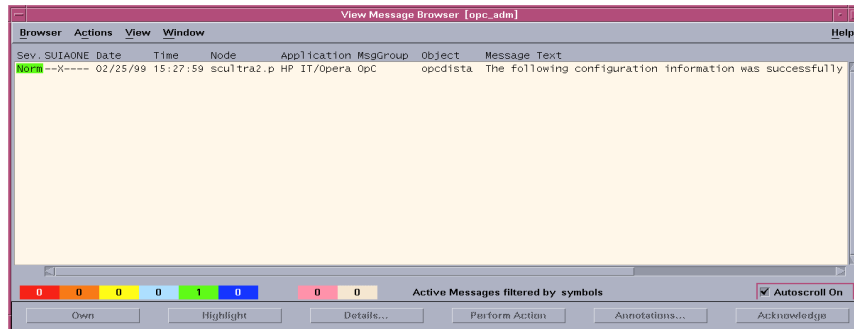 View Message Browser [opc_adm]
Browser Actions View Window Help
Sev. SUIAONE Date Time Node Application MsgGroup Object Message Text
Norm --X---- 02/25/99 15:27:59 scultra2.p HP IT/Opera OpC opcdista The following configuration information was successfully
0 0 0 0 1 0 0 0 Active Messages filtered by symbols Autoscroll On
Own Highlight Details... Perform Action Annotations... Acknowledge